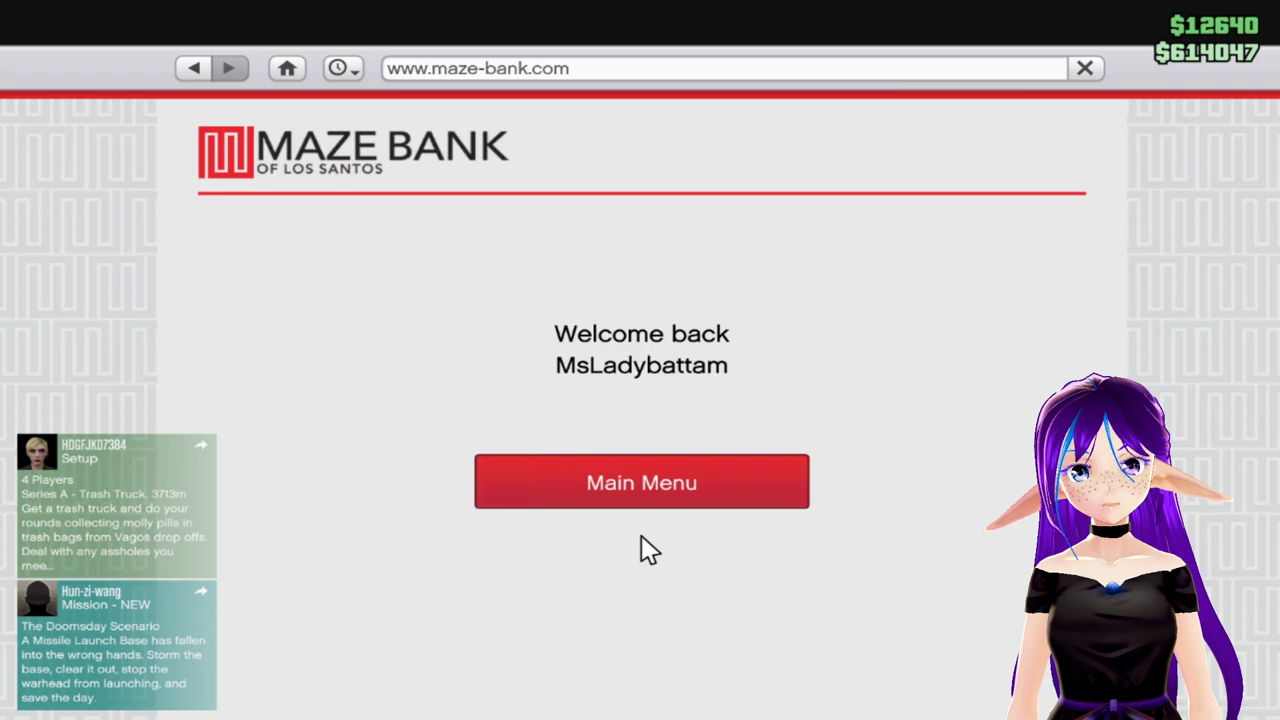 $12640
$614047
www.maze-bank.com
MAZE BANK
OF LOS SANTOS
Welcome back
MsLadybattam
Main Menu
HDGFJKD7384
Setup
4 Players
Series A - Trash Truck, 3713m
Get a trash truck and do your
rounds collecting molly pills in
trash bags from Vagos drop offs.
Deal with any assholes you
mee...
Hun-zi-wang
Mission - NEW
The Doomsday Scenario
A Missile Launch Base has fallen
into the wrong hands. Storm the
base, clear it out, stop the
warhead from launching, and
save the day.